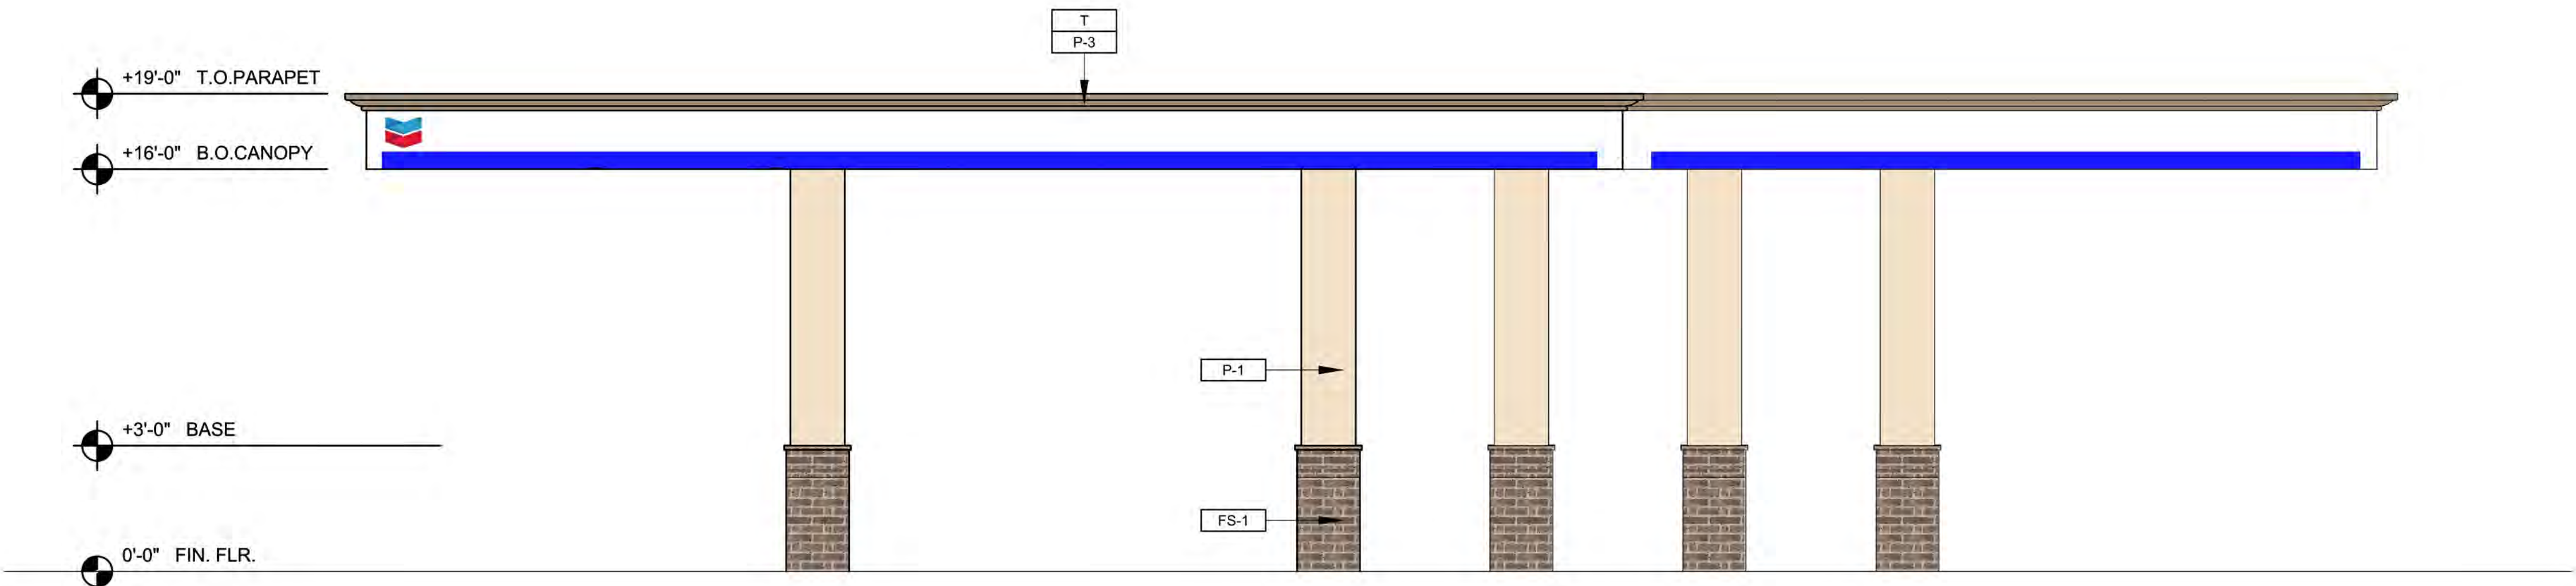 T
P-3
+19'-0" T.O.PARAPET
+16'-0" B.O.CANOPY
P-1
+3'-0" BASE
FS-1
0'-0" FIN. FLR.